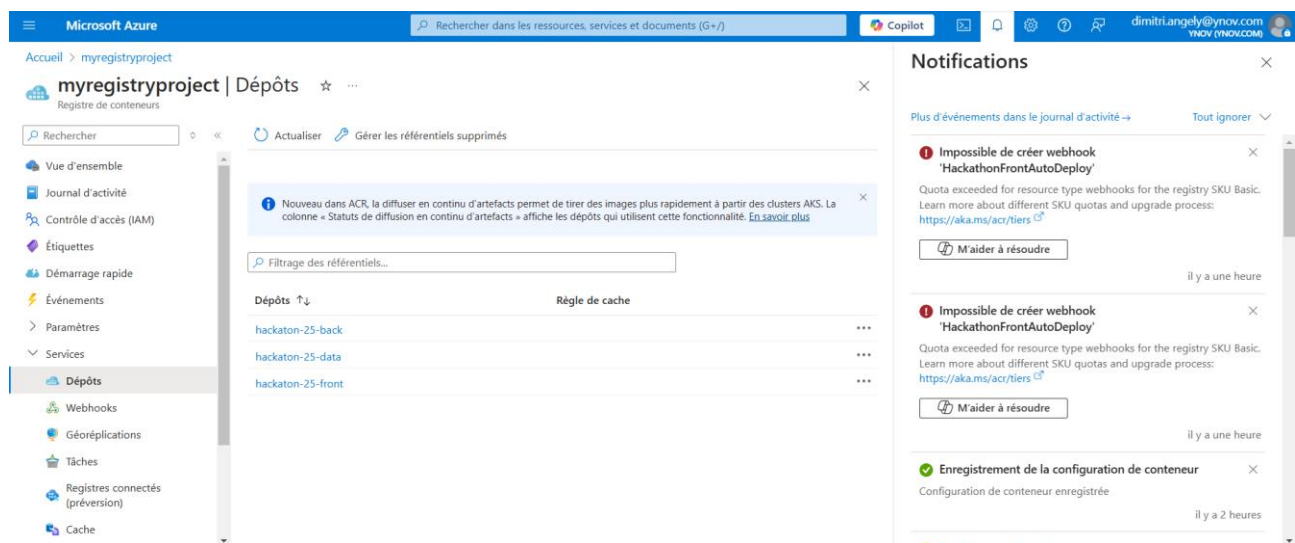 Microsoft Azure
Rechercher dans les ressources, services et documents (G+/)
Copilot
dimitri.angely@ynov.com
YNOV (YNOV.COM)
Accueil > myregistryproject
myregistryproject | Dépôts
Registre de conteneurs
Rechercher
Vue d'ensemble
Journal d'activité
Contrôle d'accès (IAM)
Étiquettes
Démarrage rapide
Événements
Paramètres
Services
Dépôts
Webhooks
Géoréplications
Tâches
Registres connectés
(préversion)
Cache
Actualiser
Gérer les référentiels supprimés
Nouveau dans ACR, la diffuser en continu d'artefacts permet de tirer des images plus rapidement à partir des clusters AKS. La
colonne « Statuts de diffusion en continu d'artefacts » affiche les dépôts qui utilisent cette fonctionnalité. En savoir plus
Filtrage des référentiels...
Dépôts ↑↓ Règle de cache
hackaton-25-back
hackaton-25-data
hackaton-25-front
Notifications
Plus d'événements dans le journal d'activité → Tout ignorer
Impossible de créer webhook
'HackathonFrontAutoDeploy'
Quota exceeded for resource type webhooks for the registry SKU Basic.
Learn more about different SKU quotas and upgrade process:
https://aka.ms/acr/tiers
M'aider à résoudre
il y a une heure
Impossible de créer webhook
'HackathonFrontAutoDeploy'
Quota exceeded for resource type webhooks for the registry SKU Basic.
Learn more about different SKU quotas and upgrade process:
https://aka.ms/acr/tiers
M'aider à résoudre
il y a une heure
Enregistrement de la configuration de conteneur
Configuration de conteneur enregistrée
il y a 2 heures